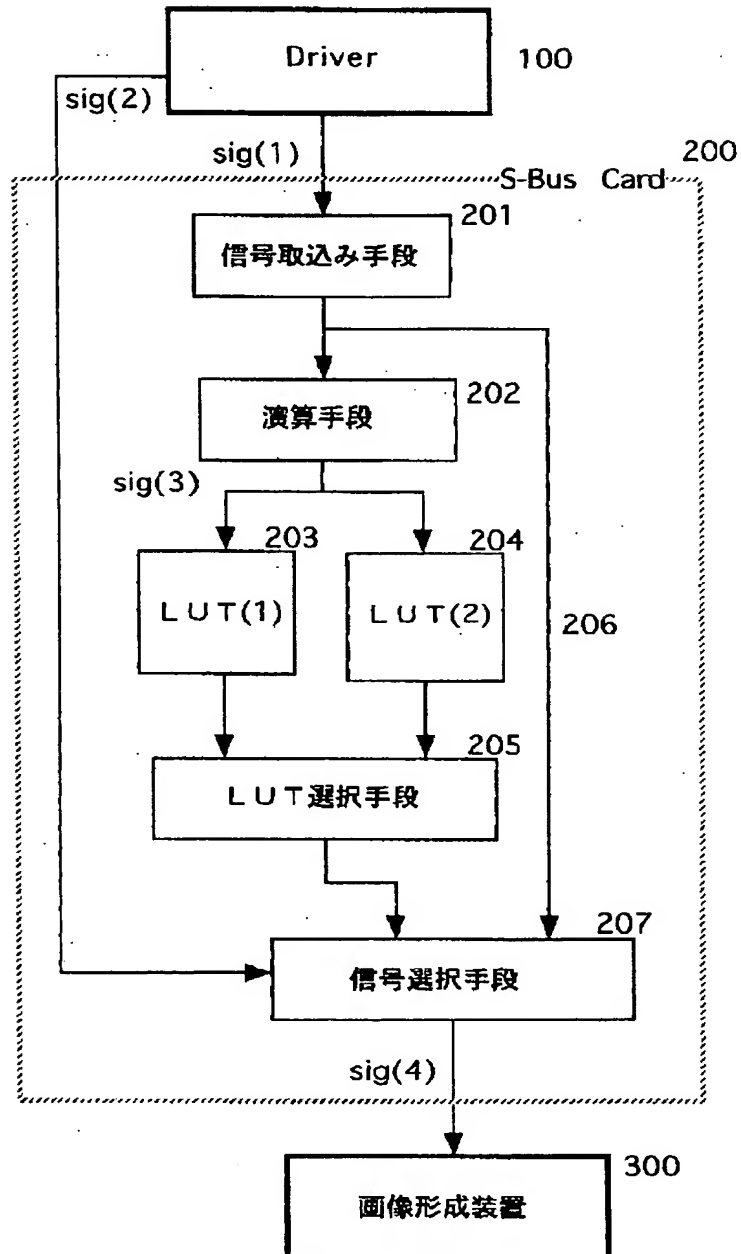 Driver
100
sig(2)
sig(1)
200
S-Bus Card
201
信号取込み手段
202
演算手段
sig(3)
203
204
LUT(1)
LUT(2)
206
205
LUT選択手段
207
信号選択手段
sig(4)
300
画像形成装置